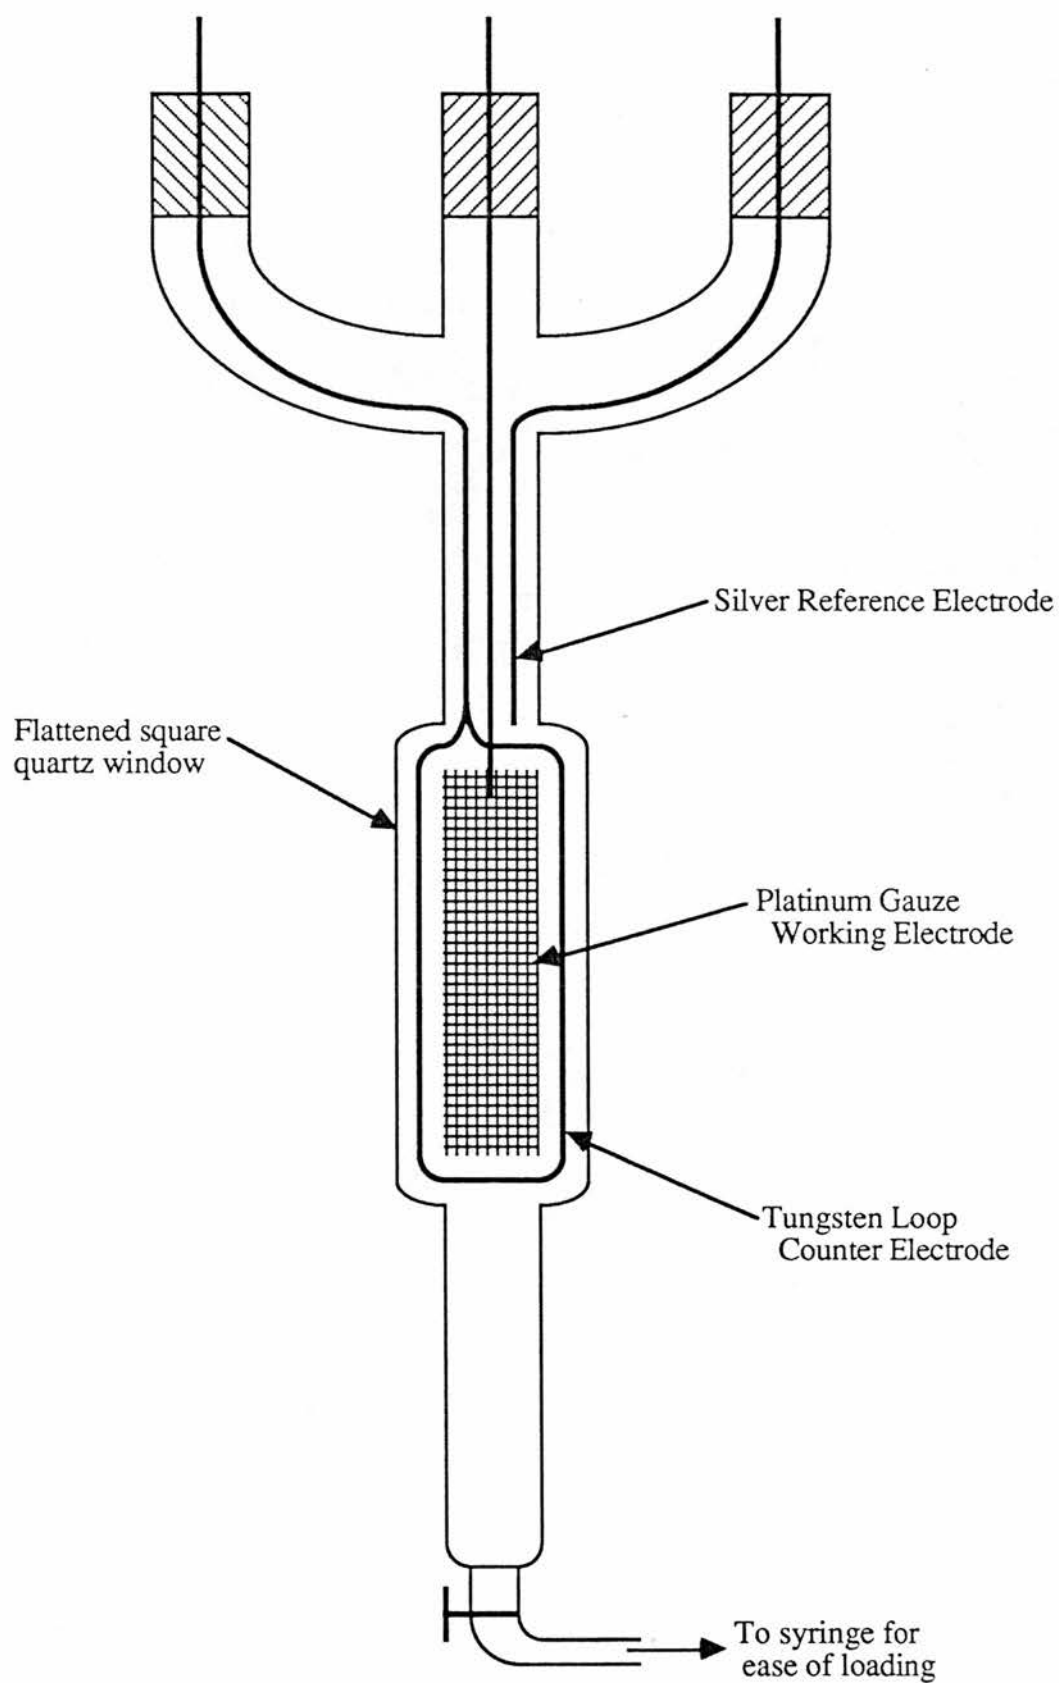 Silver Reference Electrode
Flattened square
quartz window
Platinum Gauze
Working Electrode
Tungsten Loop
Counter Electrode
To syringe for
ease of loading